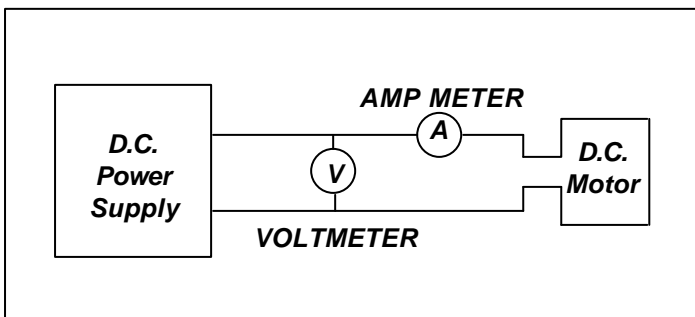 AMP METER
A
D.C.
Power
Supply
V
D.C.
Motor
VOLTMETER